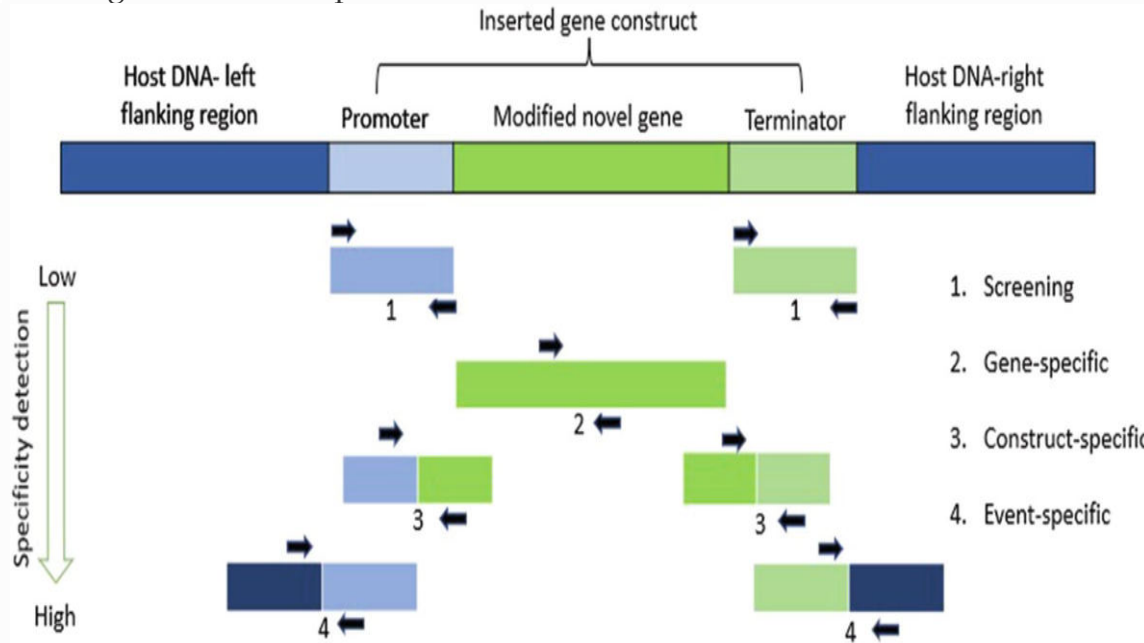 Inserted gene construct
Host DNA- left
flanking region
Promoter
Modified novel gene
Terminator
Host DNA-right
flanking region
Low
1
1
1. Screening
Specificity detection
2
2. Gene-specific
3
3
3. Construct-specific
4. Event-specific
High
4
4